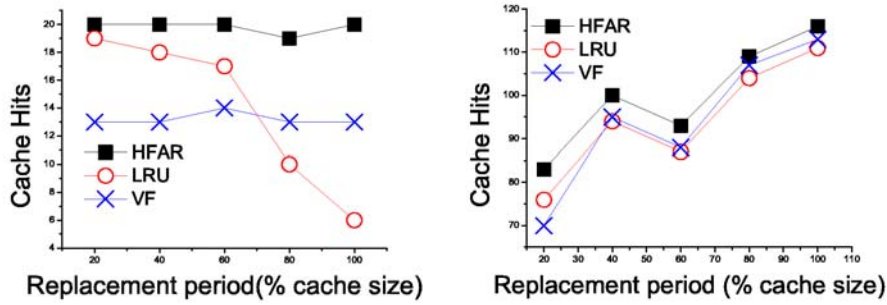 20
18
16
14
12
10
8
6
4
Cache Hits
HFAR
LRU
VF
20 40 60 80 100
Replacement period(% cache size)
120
110
100
90
80
70
Cache Hits
HFAR
LRU
VF
20 30 40 50 60 70 80 90 100 110
Replacement period (% cache size)